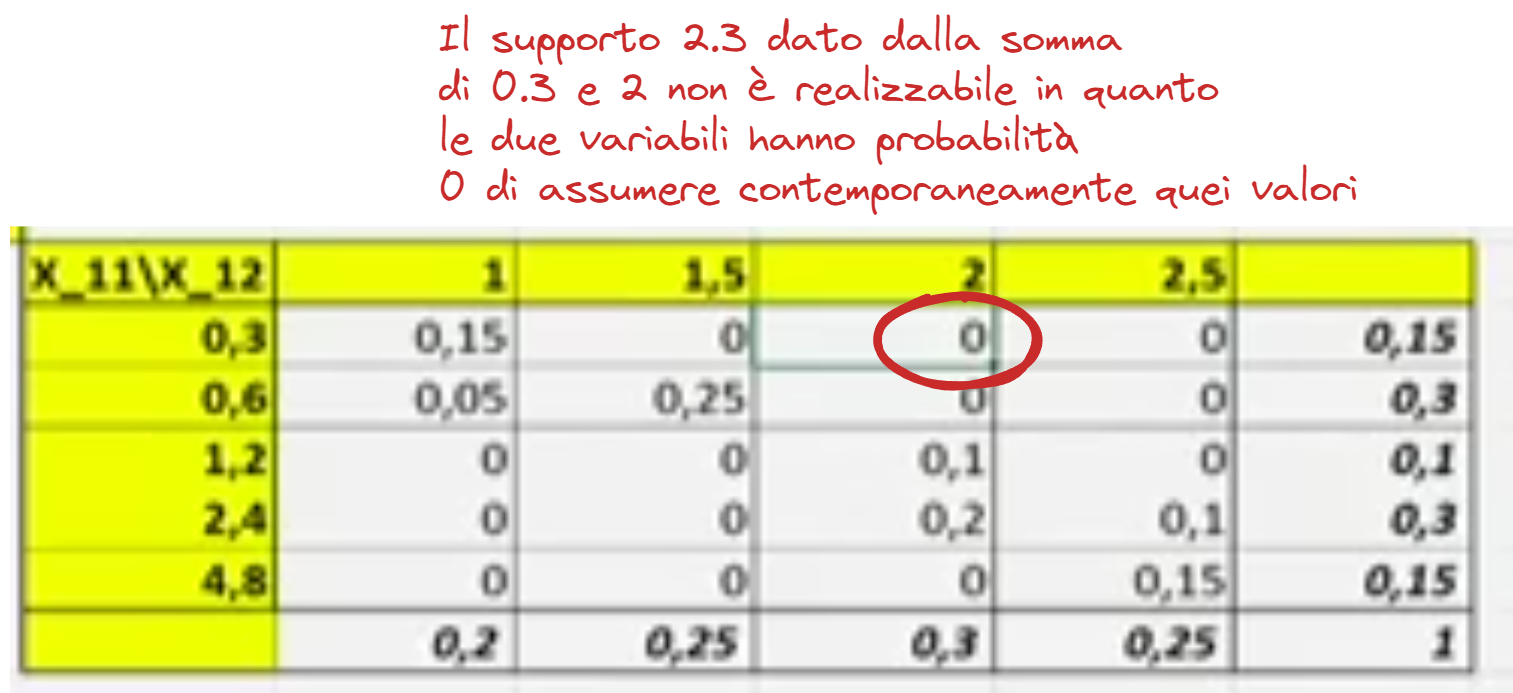 Il supporto 2.3 dato dalla somma
di 0.3 e 2 non è realizzabile in quanto
le due variabili hanno probabilità
0 di assumere contemporaneamente quei valori
X_11\X_12 1 1,5 2 2,5
0,3 0,15 0 0 0 0,15
0,6 0,05 0,25 0 0 0,3
1,2 0 0 0,1 0 0,1
2,4 0 0 0,2 0,1 0,3
4,8 0 0 0 0,15 0,15
0,2 0,25 0,3 0,25 1